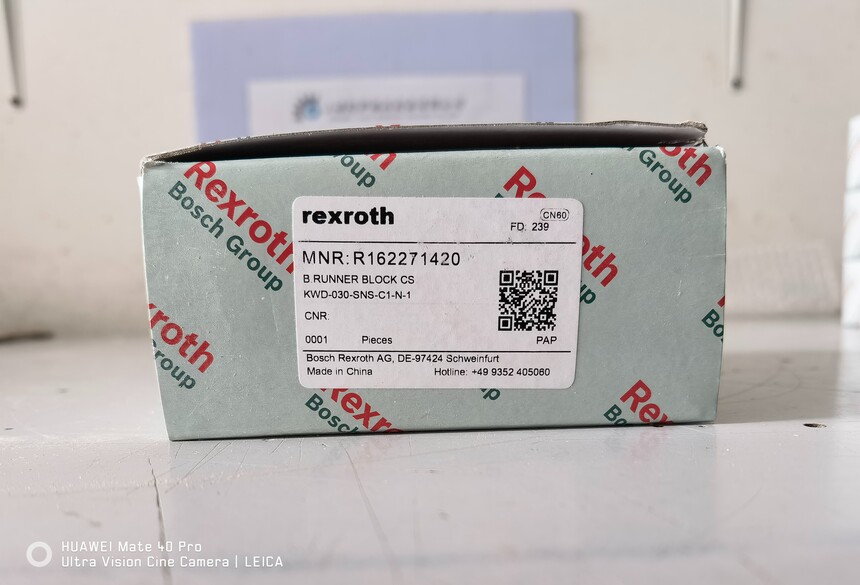 Rexroth
Bosch Group
rexroth
CN60
FD: 239
MNR: R162271420
B RUNNER BLOCK CS
KWD-030-SNS-C1-N-1
CNR:
0001 Pieces PAP
Bosch Rexroth AG, DE-97424 Schweinfurt
Made in China Hotline: +49 9352 405060
HUAWEI Mate 40 Pro
Ultra Vision Cine Camera | LEICA